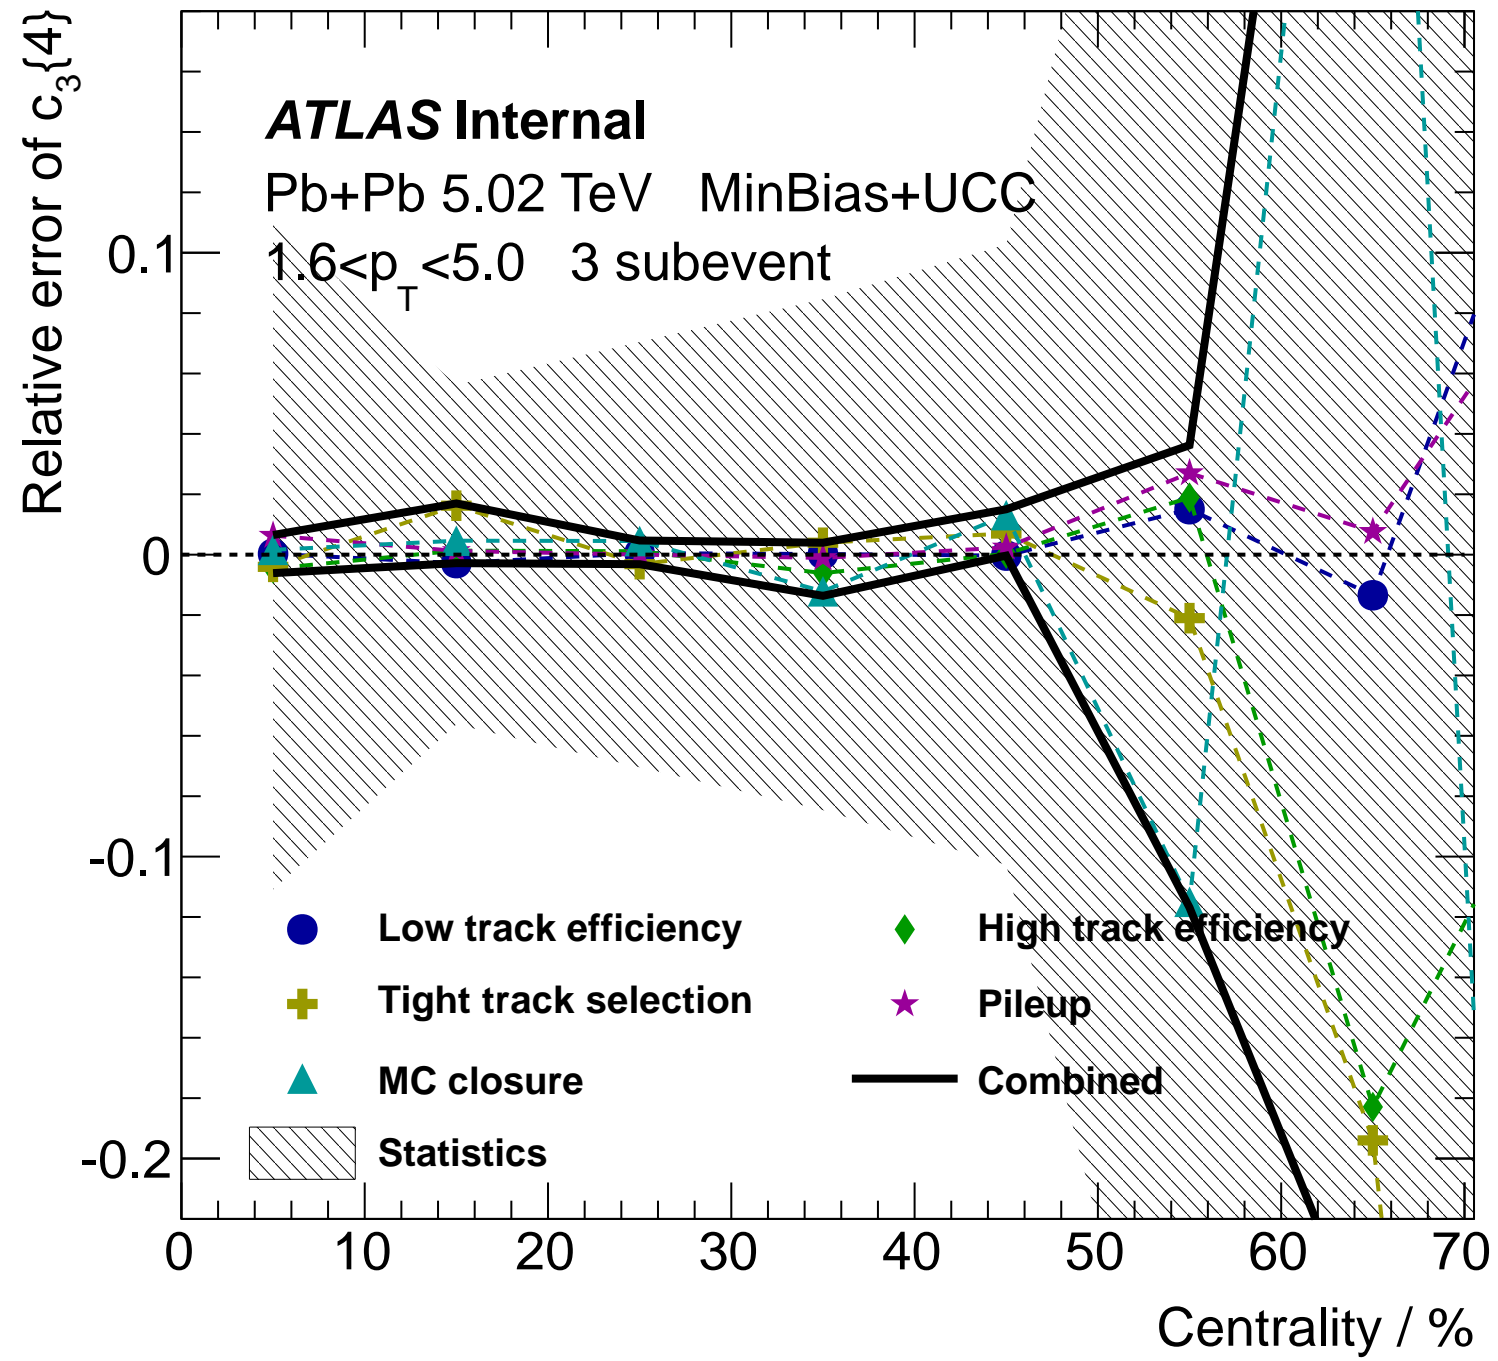 Relative error of c₃{4}
ATLAS Internal
Pb+Pb 5.02 TeV MinBias+UCC
1.6<p_T<5.0 3 subevent
0.1
0
-0.1
-0.2
Low track efficiency
High track efficiency
Tight track selection
Pileup
MC closure
Combined
Statistics
0 10 20 30 40 50 60 70
Centrality / %